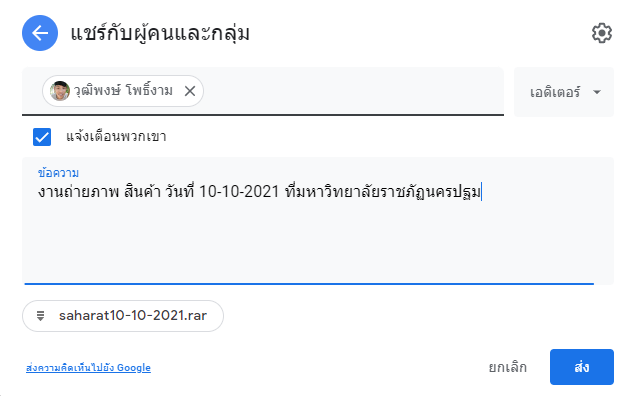 แชร์กับผู้คนและกลุ่ม
วุฒิพงษ์ โพธิ์งาม
เอดิเตอร์
แจ้งเตือนพวกเขา
ข้อความ
งานถ่ายภาพ สินค้า วันที่ 10-10-2021 ที่มหาวิทยาลัยราชภัฏนครปฐม
saharat10-10-2021.rar
ส่งความคิดเห็นไปยัง Google
ยกเลิก
ส่ง